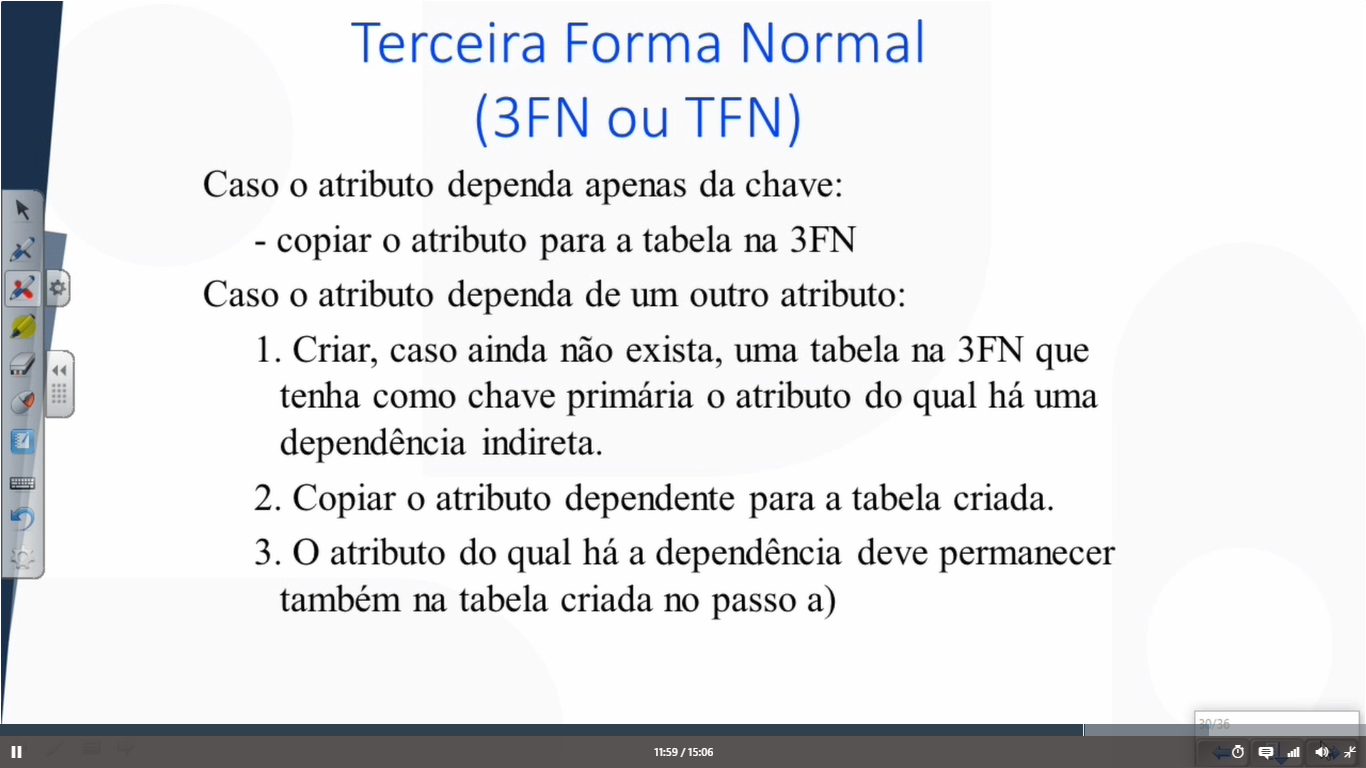 Terceira Forma Normal
(3FN ou TFN)
Caso o atributo dependa apenas da chave:
- copiar o atributo para a tabela na 3FN
Caso o atributo dependa de um outro atributo:
1. Criar, caso ainda não exista, uma tabela na 3FN que
tenha como chave primária o atributo do qual há uma
dependência indireta.
2. Copiar o atributo dependente para a tabela criada.
3. O atributo do qual há a dependência deve permanecer
também na tabela criada no passo a)
30/36
11:59 / 15:06